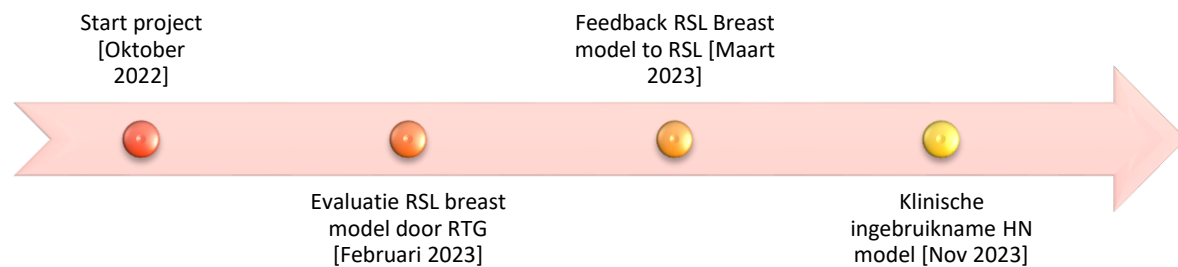 Start project
[Oktober
2022]
Evaluatie RSL breast
model door RTG
[Februari 2023]
Feedback RSL Breast
model to RSL [Maart
2023]
Klinische
ingebruikname HN
model [Nov 2023]